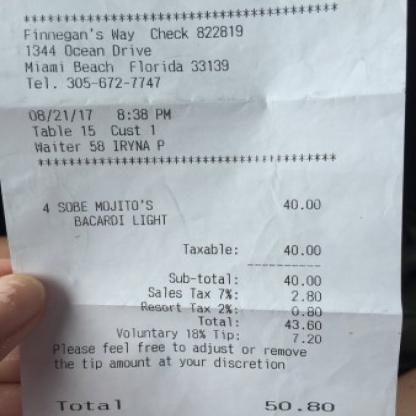 ***********************************
Finnegan's Way Check 822819
1344 Ocean Drive
Miami Beach Florida 33139
Tel. 305-672-7747
08/21/17 8:38 PM
Table 15 Cust 1
Waiter 58 IRYNA P
***********************************
4 SOBE MOJITO'S 40.00
BACARDI LIGHT
Taxable: 40.00
----------
Sub-total: 40.00
Sales Tax 7%: 2.80
Resort Tax 2%: 0.80
Total: 43.60
Voluntary 18% Tip: 7.20
Please feel free to adjust or remove
the tip amount at your discretion
Total 50.80